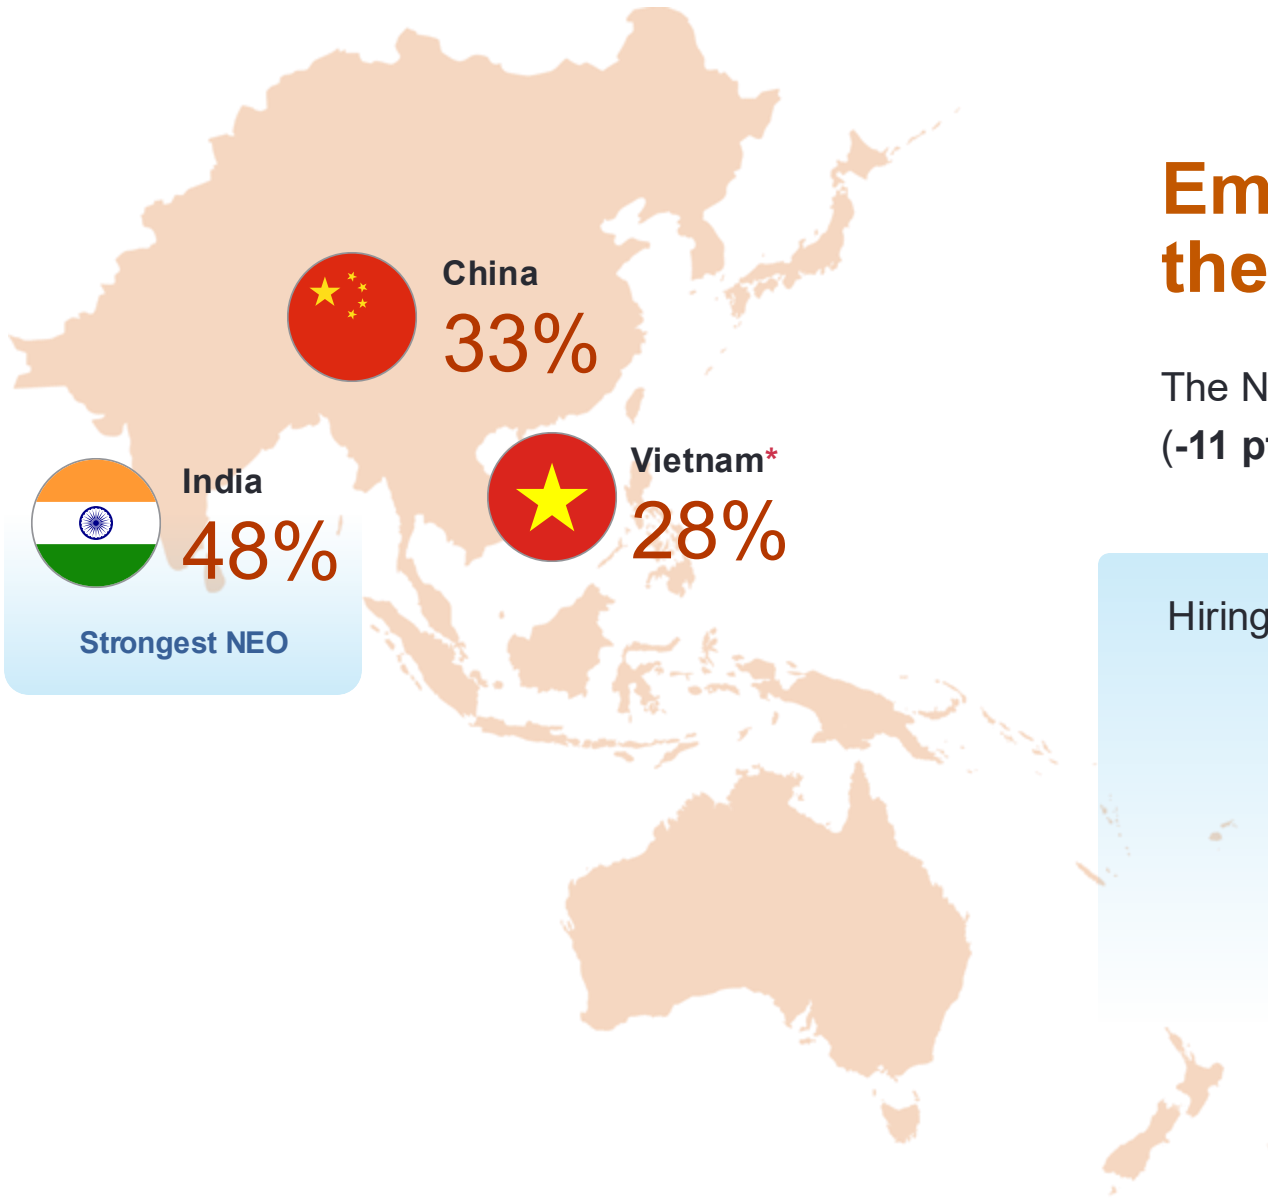 China
33%
India
48%
Strongest NEO
Vietnam*
28%
Em
the
The N
(-11 p
Hiring